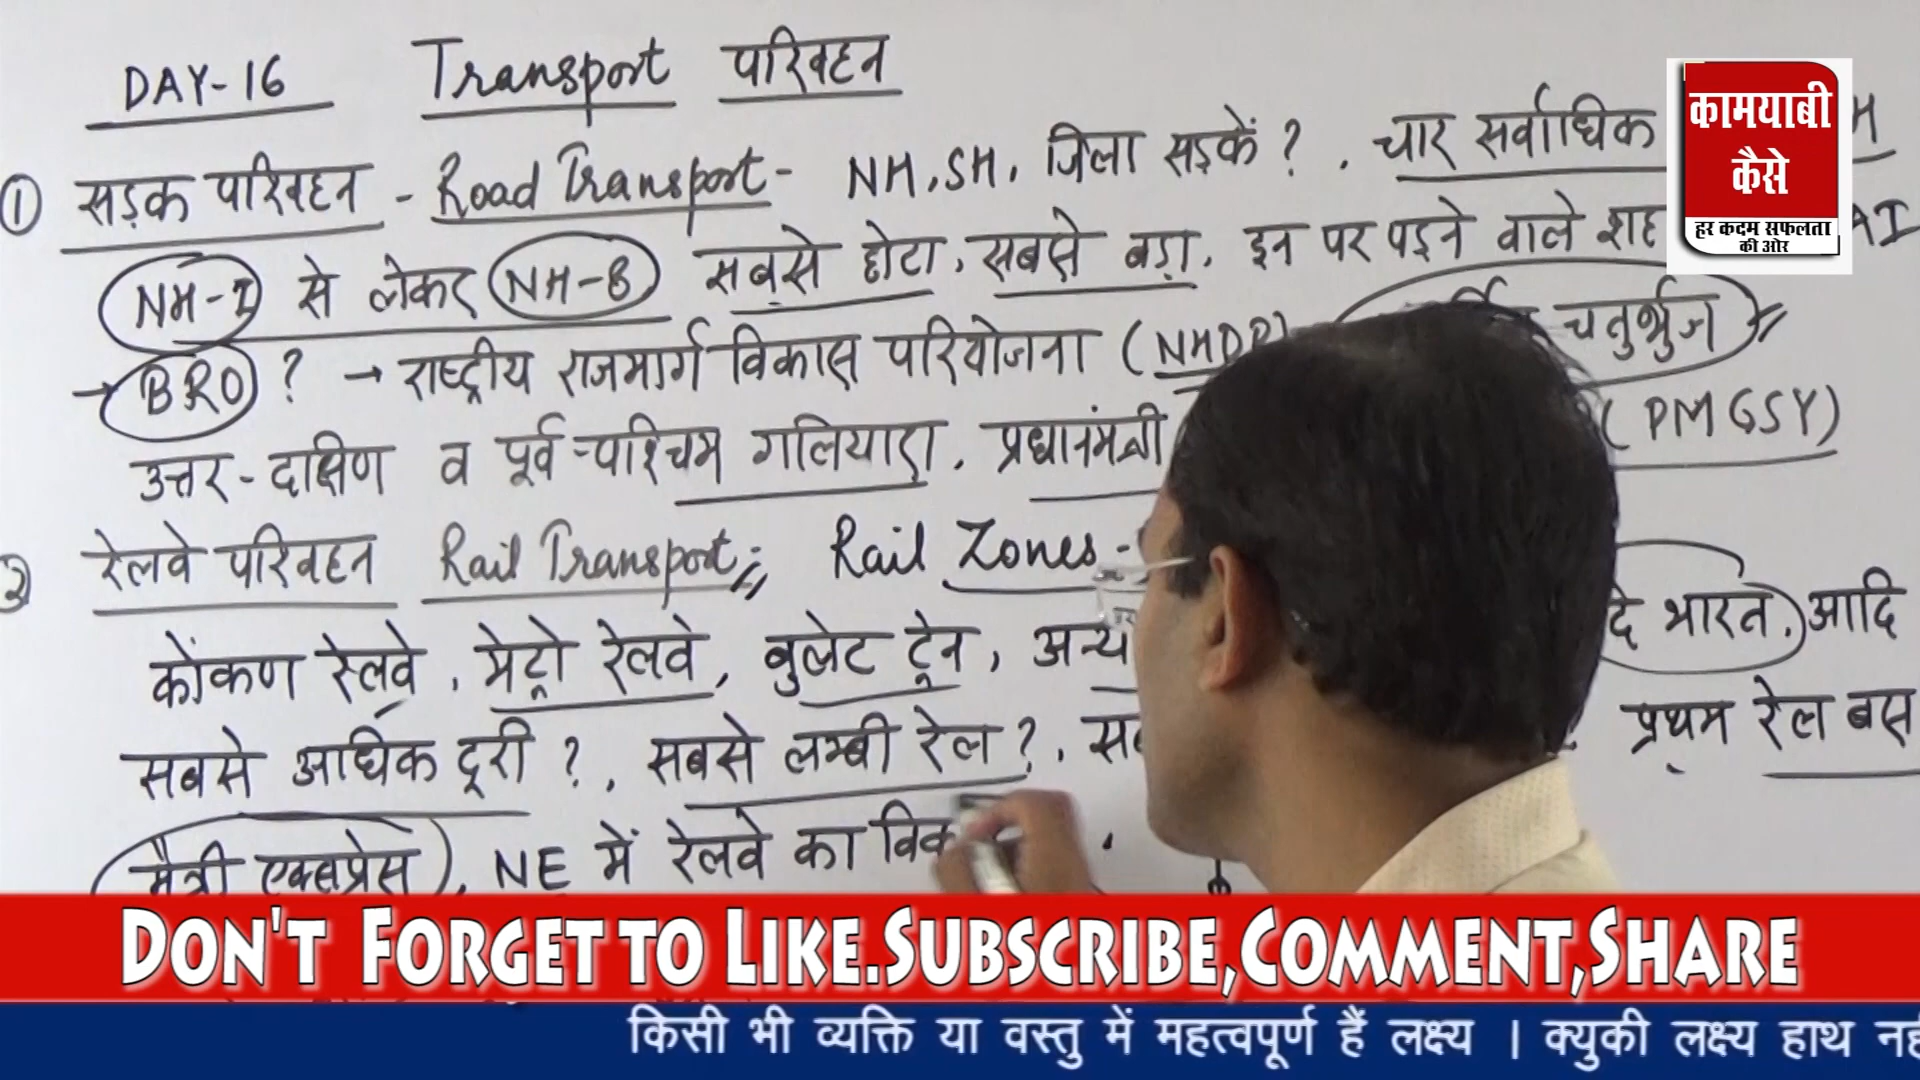 DAY-16 Transport परिवहन
① सड़क परिवहन - Road Transport - NH, SH, जिला सड़कें ? . चार सर्वाधिक
NH-1 से लेकर NH-8 सबसे छोटा, सबसे बड़ा, इन पर पड़ने वाले शह AI
→ BRO ? → राष्ट्रीय राजमार्ग विकास परियोजना (NHDP) चतुर्भुज
उत्तर-दक्षिण व पूर्व-पश्चिम गलियारा, प्रधानमंत्री (PMGSY)
② रेलवे परिवहन Rail Transport;, Rail Zones -
कोंकण रेलवे, मेट्रो रेलवे, बुलेट ट्रेन, अन्य दे भारत, आदि
सबसे अधिक दूरी ?, सबसे लम्बी रेल ?, प्रथम रेल बस
मैत्री एक्सप्रेस), NE में रेलवे का विक
कामयाबी
कैसे
हर कदम सफलता
की ओर
DON'T FORGET TO LIKE.SUBSCRIBE,COMMENT,SHARE
किसी भी व्यक्ति या वस्तु में महत्वपूर्ण हैं लक्ष्य । क्युकी लक्ष्य हाथ नही